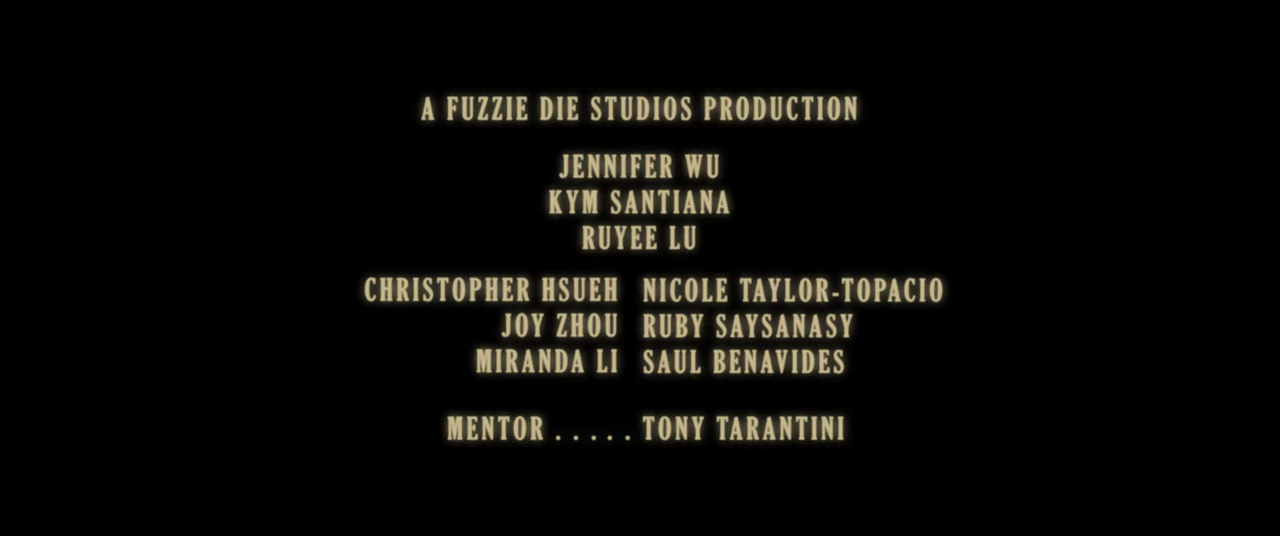 A FUZZIE DIE STUDIOS PRODUCTION
JENNIFER WU
KYM SANTIANA
RUYEE LU
CHRISTOPHER HSUEH NICOLE TAYLOR-TOPACIO
JOY ZHOU RUBY SAYSANASY
MIRANDA LI SAUL BENAVIDES
MENTOR ..... TONY TARANTINI